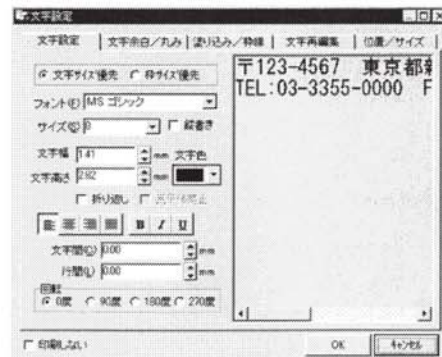 文字設定
文字設定 文字余白/丸み 塗り込み/枠線 文字再編集 位置/サイズ
文字サイズ優先 枠サイズ優先
フォント(F) MS ゴシック
サイズ(S) 8 縦書き
文字幅 1.41 mm 文字色
文字高さ 2.82 mm
折り返し
B I U
文字間(C) 0.00 mm
行間(L) 0.00 mm
回転
0度 90度 180度 270度
印刷しない
〒123-4567 東京都新
TEL:03-3355-0000 F
OK キャンセル